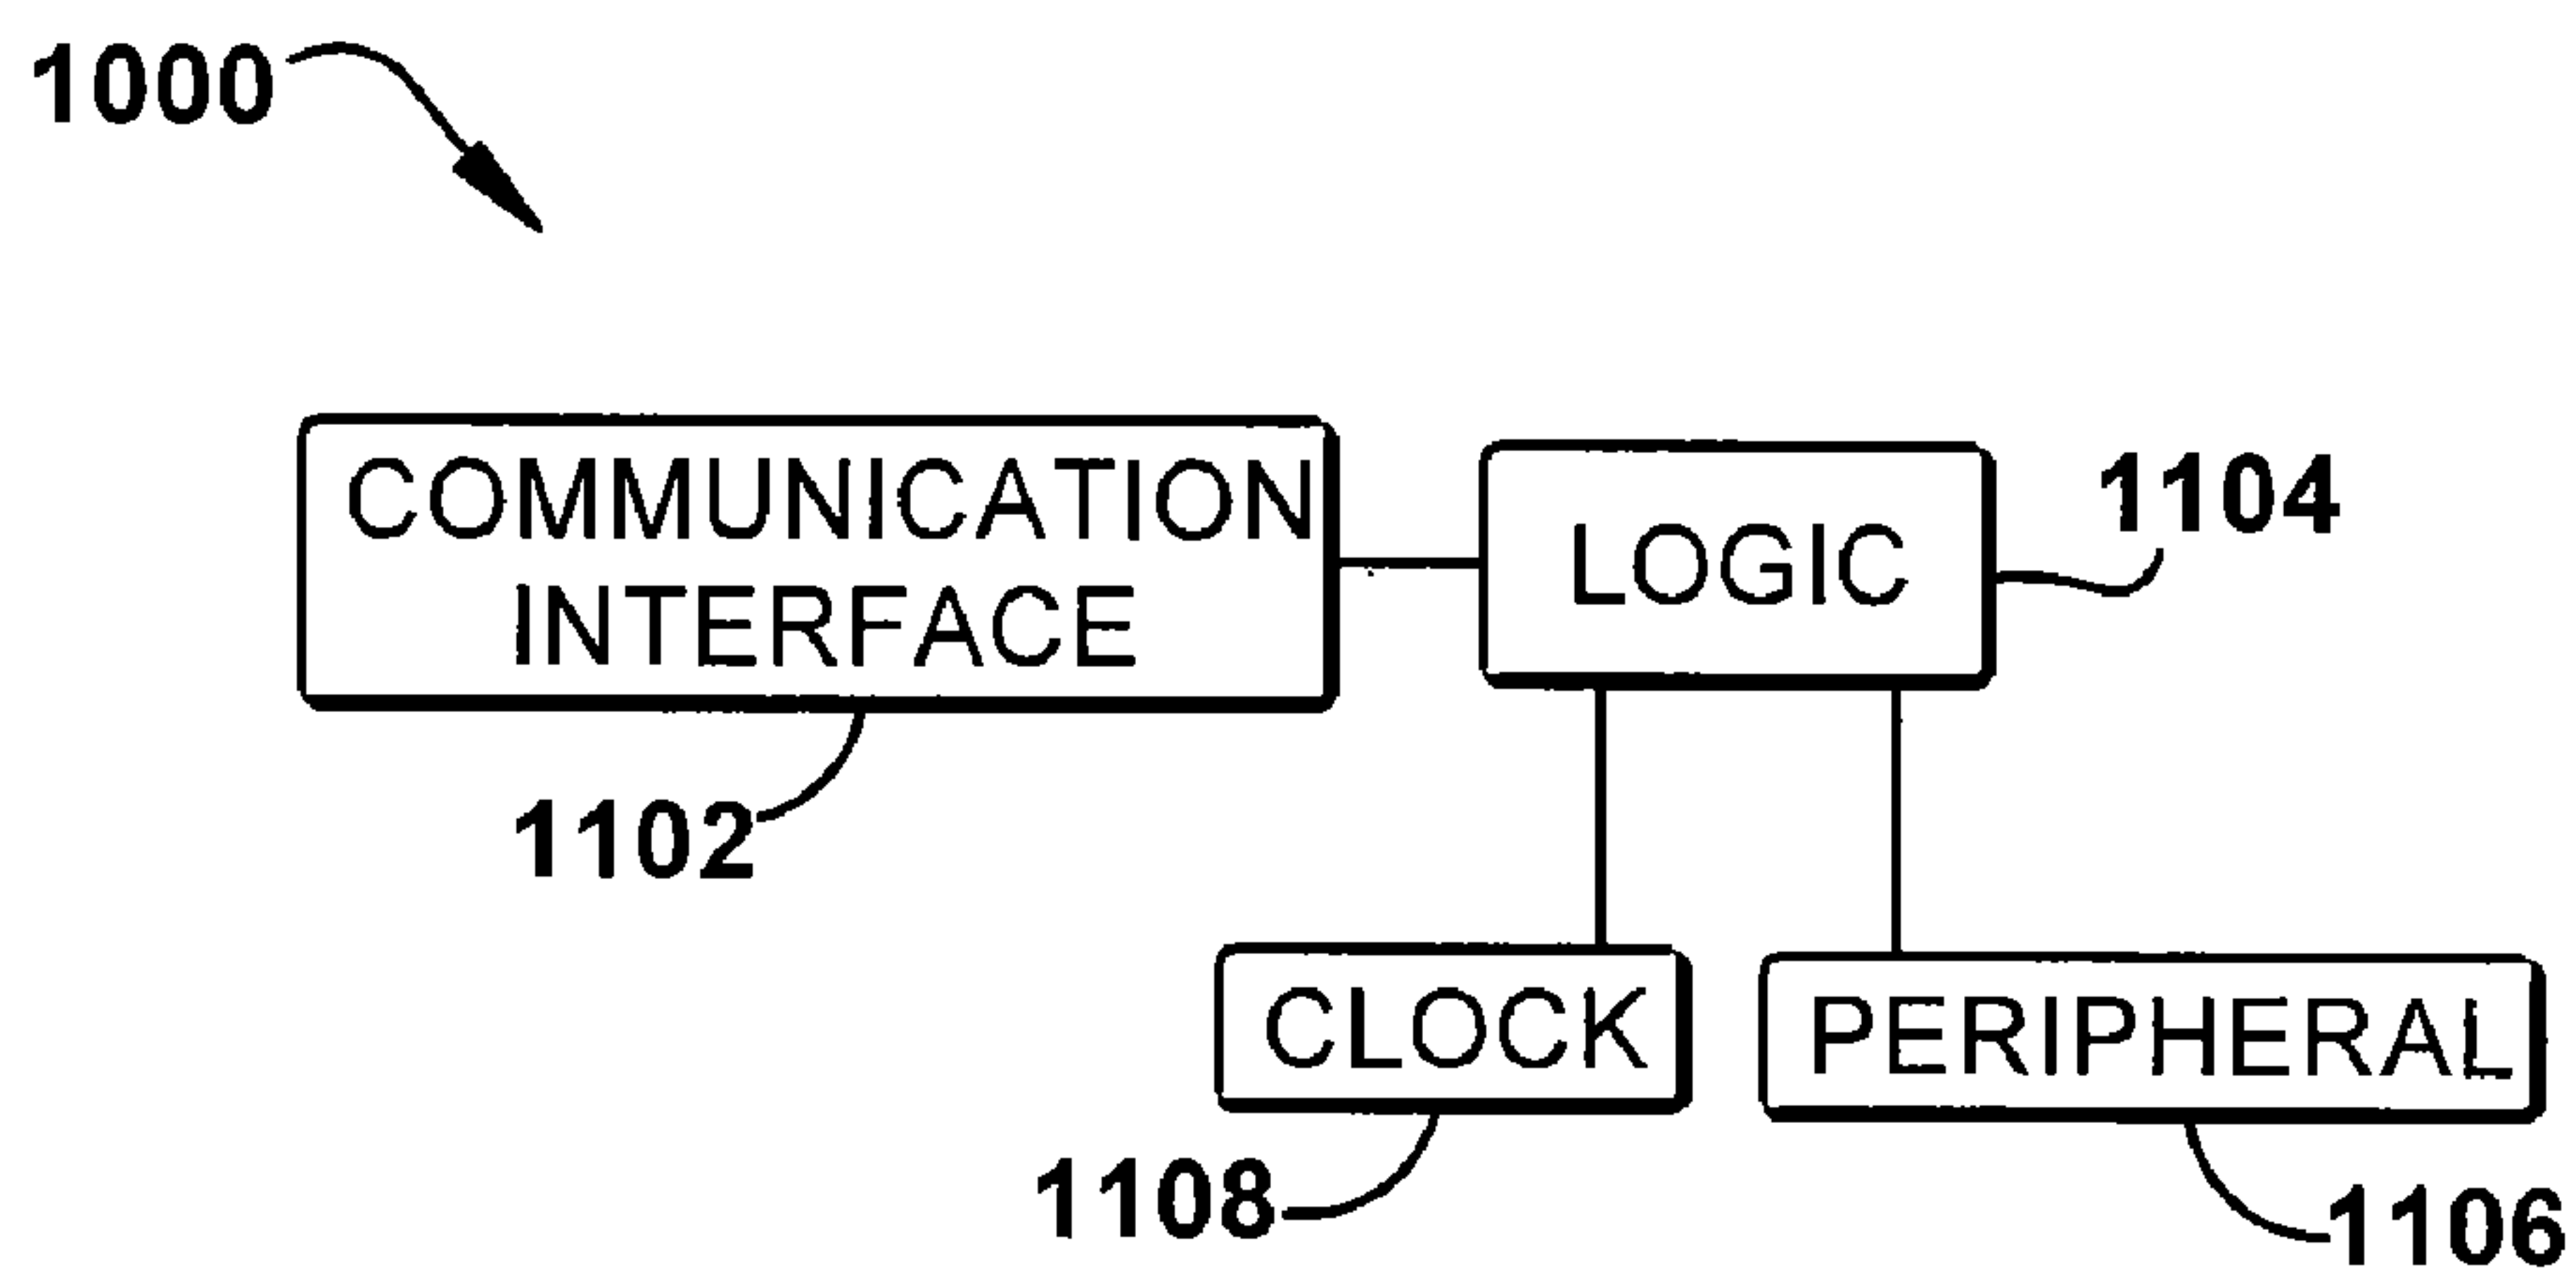 1000
COMMUNICATION
INTERFACE
LOGIC
1104
1102
CLOCK
PERIPHERAL
1108
1106